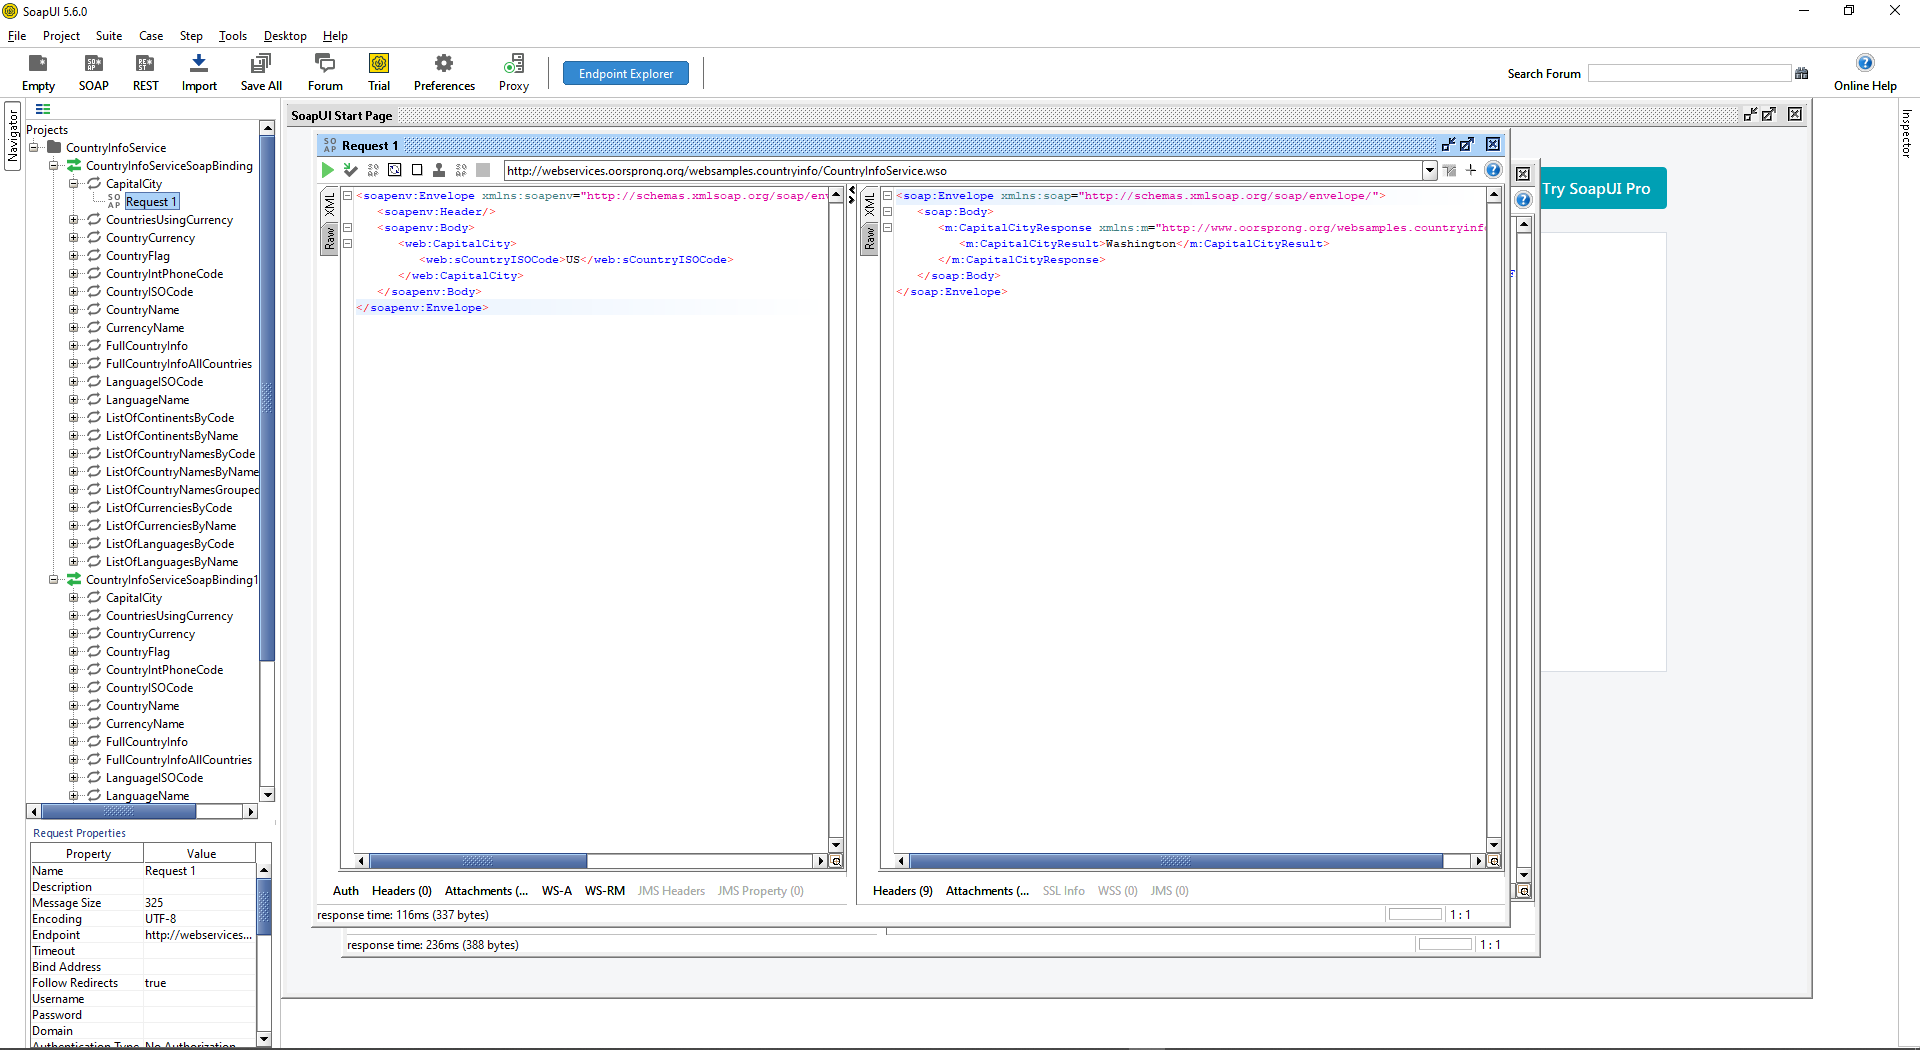 SoapUI 5.6.0
File Project Suite Case Step Tools Desktop Help
Empty SOAP REST Import Save All Forum Trial Preferences Proxy Endpoint Explorer Search Forum Online Help
Navigator
Inspector
Projects
CountryInfoService
CountryInfoServiceSoapBinding
CapitalCity
Request 1
CountriesUsingCurrency
CountryCurrency
CountryFlag
CountryIntPhoneCode
CountryISOCode
CountryName
CurrencyName
FullCountryInfo
FullCountryInfoAllCountries
LanguageISOCode
LanguageName
ListOfContinentsByCode
ListOfContinentsByName
ListOfCountryNamesByCode
ListOfCountryNamesByName
ListOfCountryNamesGrouped
ListOfCurrenciesByCode
ListOfCurrenciesByName
ListOfLanguagesByCode
ListOfLanguagesByName
CountryInfoServiceSoapBinding1
CapitalCity
CountriesUsingCurrency
CountryCurrency
CountryFlag
CountryIntPhoneCode
CountryISOCode
CountryName
CurrencyName
FullCountryInfo
FullCountryInfoAllCountries
LanguageISOCode
LanguageName
Request Properties
Property Value
Name Request 1
Description
Message Size 325
Encoding UTF-8
Endpoint http://webservices...
Timeout
Bind Address
Follow Redirects true
Username
Password
Domain
Authentication Type No Authorization
SoapUI Start Page
Try SoapUI Pro
SO AP Request 1
http://webservices.oorsprong.org/websamples.countryinfo/CountryInfoService.wso
XML
Raw
<soapenv:Envelope xmlns:soapenv="http://schemas.xmlsoap.org/soap/env
<soapenv:Header/>
<soapenv:Body>
<web:CapitalCity>
<web:sCountryISOCode>US</web:sCountryISOCode>
</web:CapitalCity>
</soapenv:Body>
</soapenv:Envelope>
XML
Raw
<soap:Envelope xmlns:soap="http://schemas.xmlsoap.org/soap/envelope/">
<soap:Body>
<m:CapitalCityResponse xmlns:m="http://www.oorsprong.org/websamples.countryinf
<m:CapitalCityResult>Washington</m:CapitalCityResult>
</m:CapitalCityResponse>
</soap:Body>
</soap:Envelope>
Auth Headers (0) Attachments (... WS-A WS-RM JMS Headers JMS Property (0)
Headers (9) Attachments (... SSL Info WSS (0) JMS (0)
response time: 116ms (337 bytes) 1 : 1
response time: 236ms (388 bytes) 1 : 1